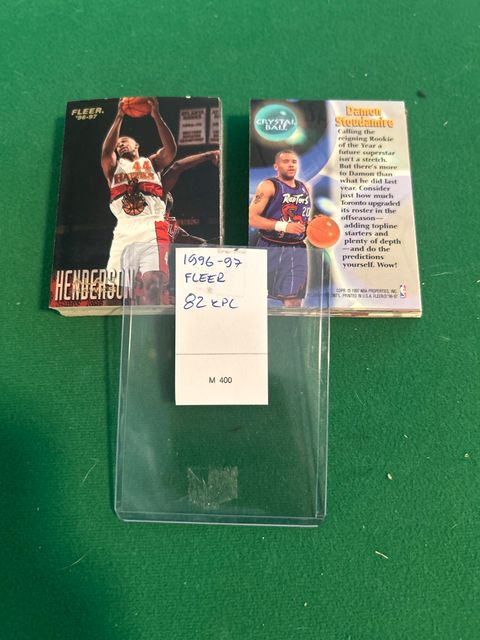 FLEER.
'96-97
44
HAWKS
HENDERSON
CRYSTAL
BALL
Damon
Stoudamire
Calling the
reigning Rookie
of the Year a
future superstar
isn't a stretch.
But there's more
to Damon than
what he did last
year. Consider
just how much
Toronto upgraded
its roster in the
offseason—
adding topline
starters and
plenty of depth
—and do the
predictions
yourself. Wow!
RAPTORS
20
1996-97
FLEER
82 KPL
M 400